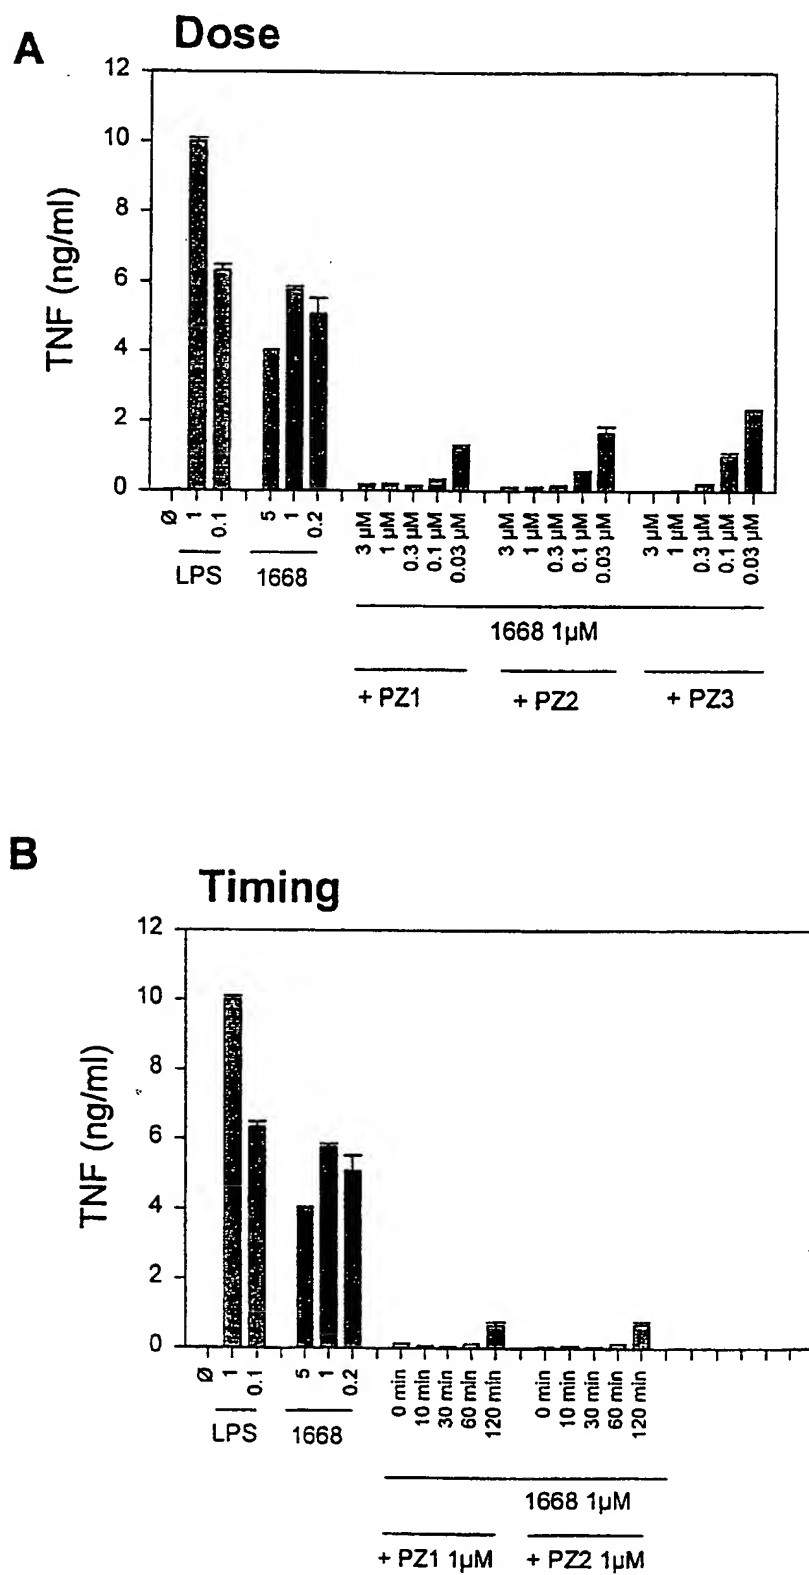 A
Dose
TNF (ng/ml)
12
10
8
6
4
2
0
Ø 1 0.1 5 1 0.2 3 µM 1 µM 0.3 µM 0.1 µM 0.03 µM 3 µM 1 µM 0.3 µM 0.1 µM 0.03 µM 3 µM 1 µM 0.3 µM 0.1 µM 0.03 µM
LPS 1668
1668 1µM
+ PZ1 + PZ2 + PZ3
B
Timing
TNF (ng/ml)
12
10
8
6
4
2
0
Ø 1 0.1 5 1 0.2 0 min 10 min 30 min 60 min 120 min 0 min 10 min 30 min 60 min 120 min
LPS 1668
1668 1µM
+ PZ1 1µM + PZ2 1µM